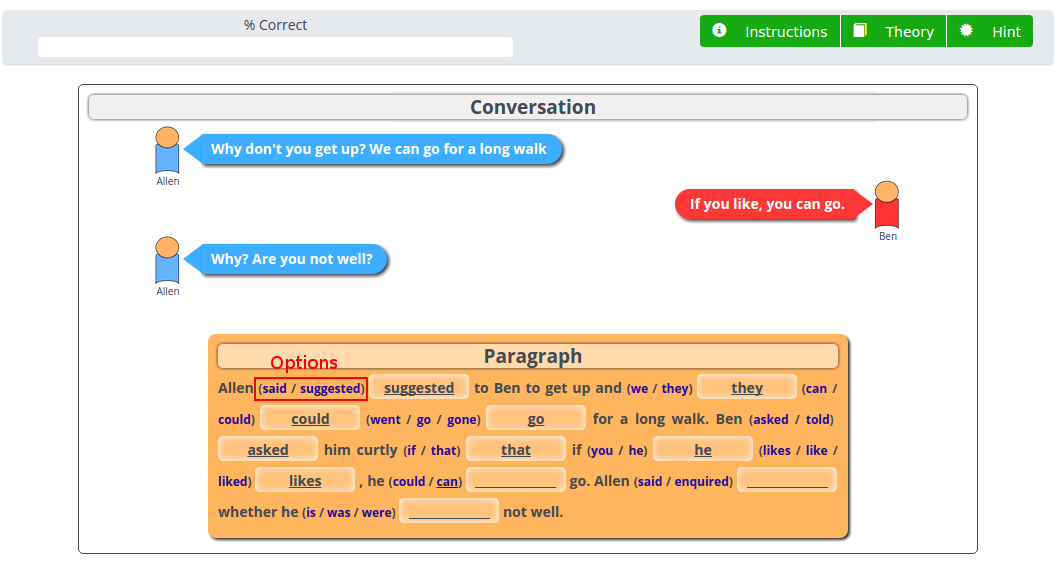 % Correct
Instructions Theory Hint
Conversation
Why don't you get up? We can go for a long walk
Allen
If you like, you can go.
Ben
Why? Are you not well?
Allen
Paragraph
Options
Allen (said / suggested) suggested to Ben to get up and (we / they) they (can /
could) could (went / go / gone) go for a long walk. Ben (asked / told)
asked him curtly (if / that) that if (you / he) he (likes / like /
liked) likes , he (could / can) ____________ go. Allen (said / enquired) ____________
whether he (is / was / were) ____________ not well.